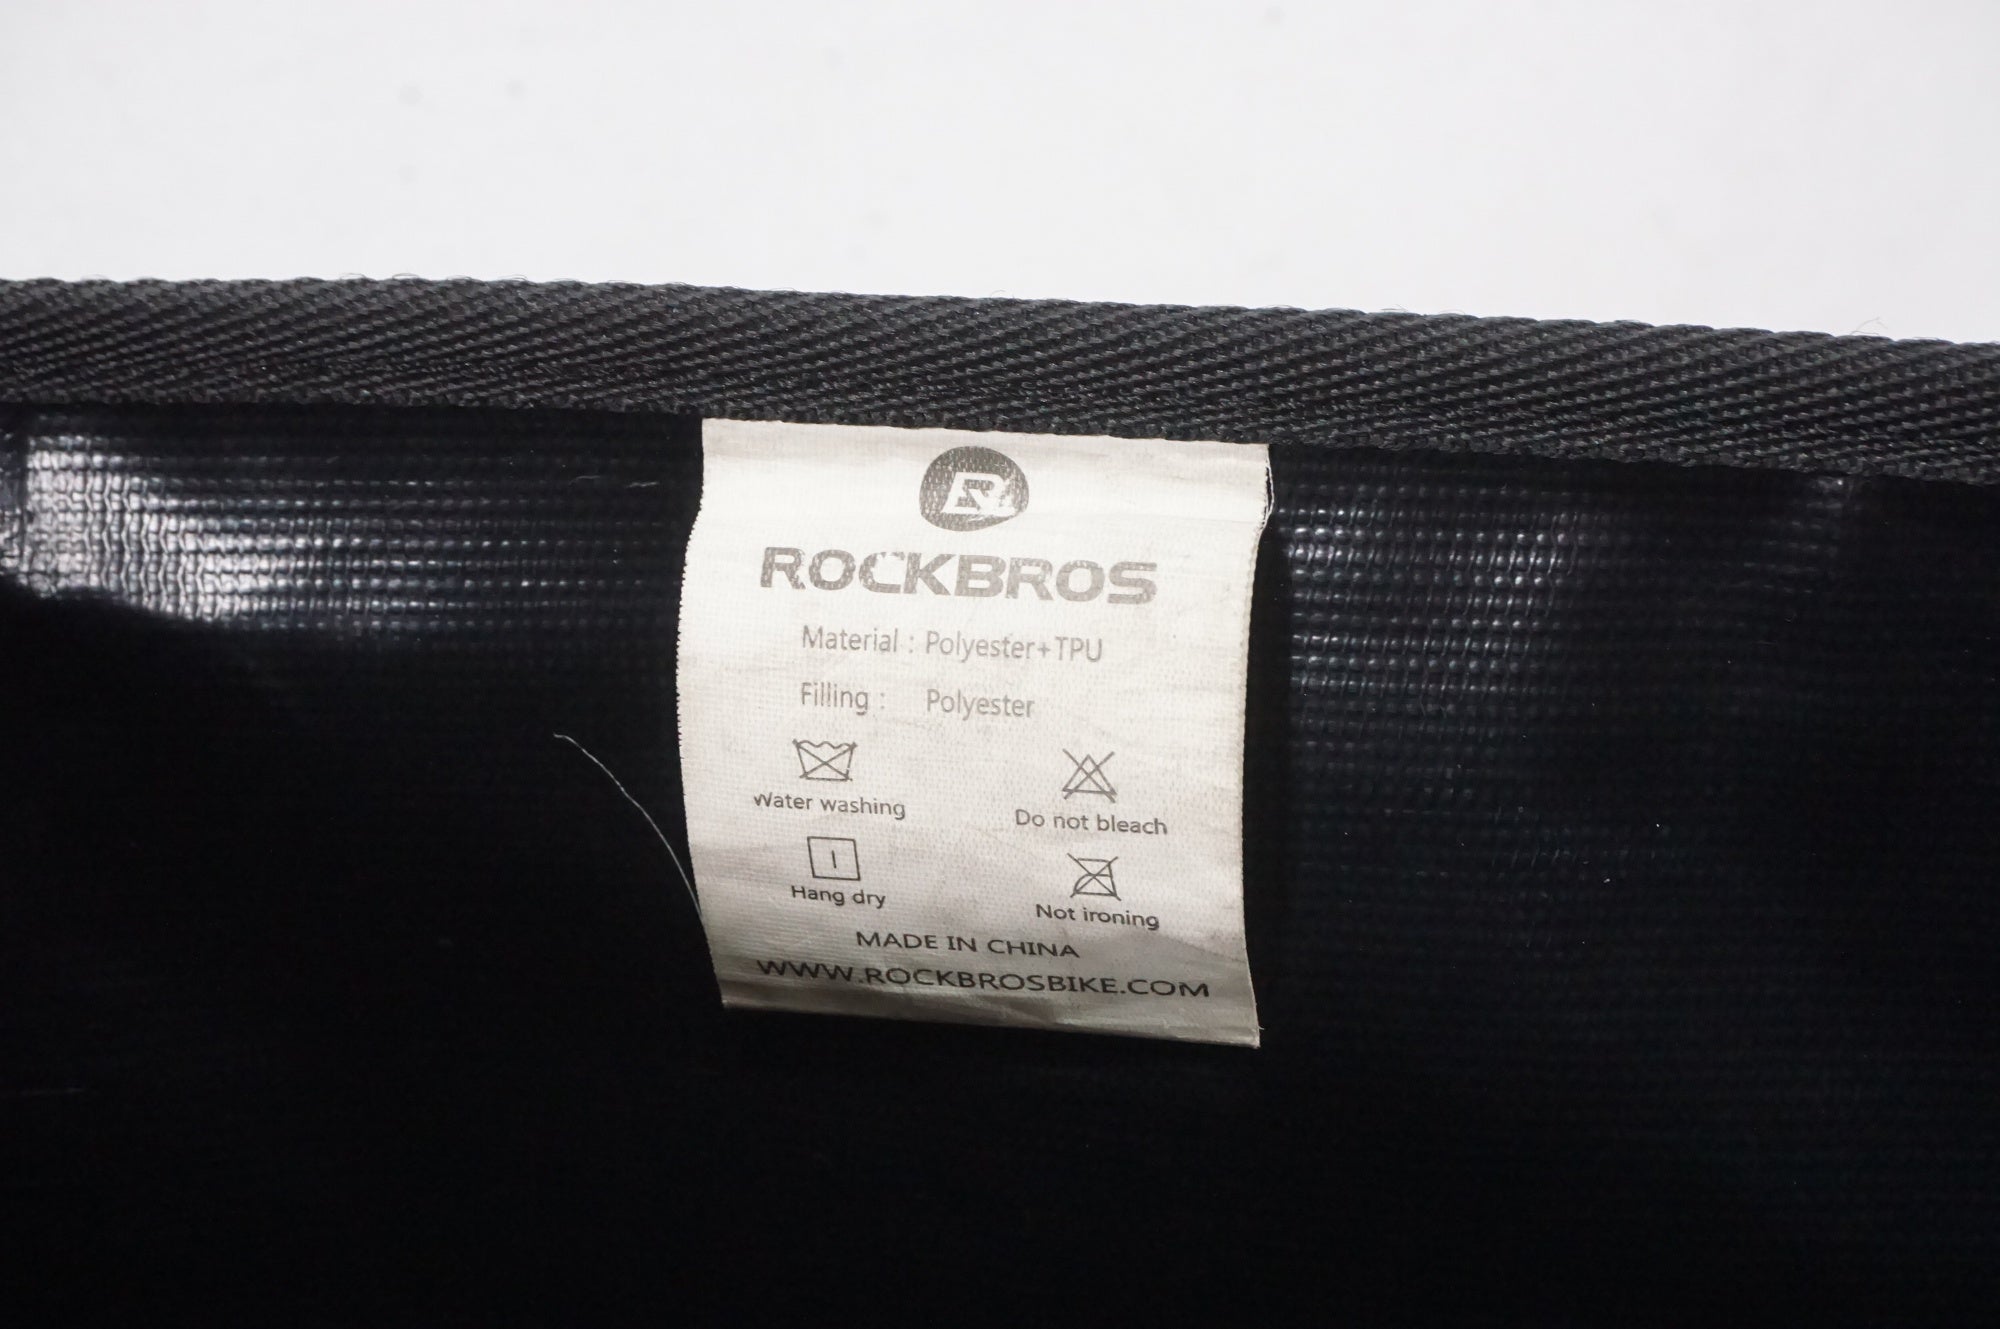 R
ROCKBROS
Material : Polyester+TPU
Filling : Polyester
Water washing
Do not bleach
Hang dry
Not ironing
MADE IN CHINA
WWW.ROCKBROSBIKE.COM